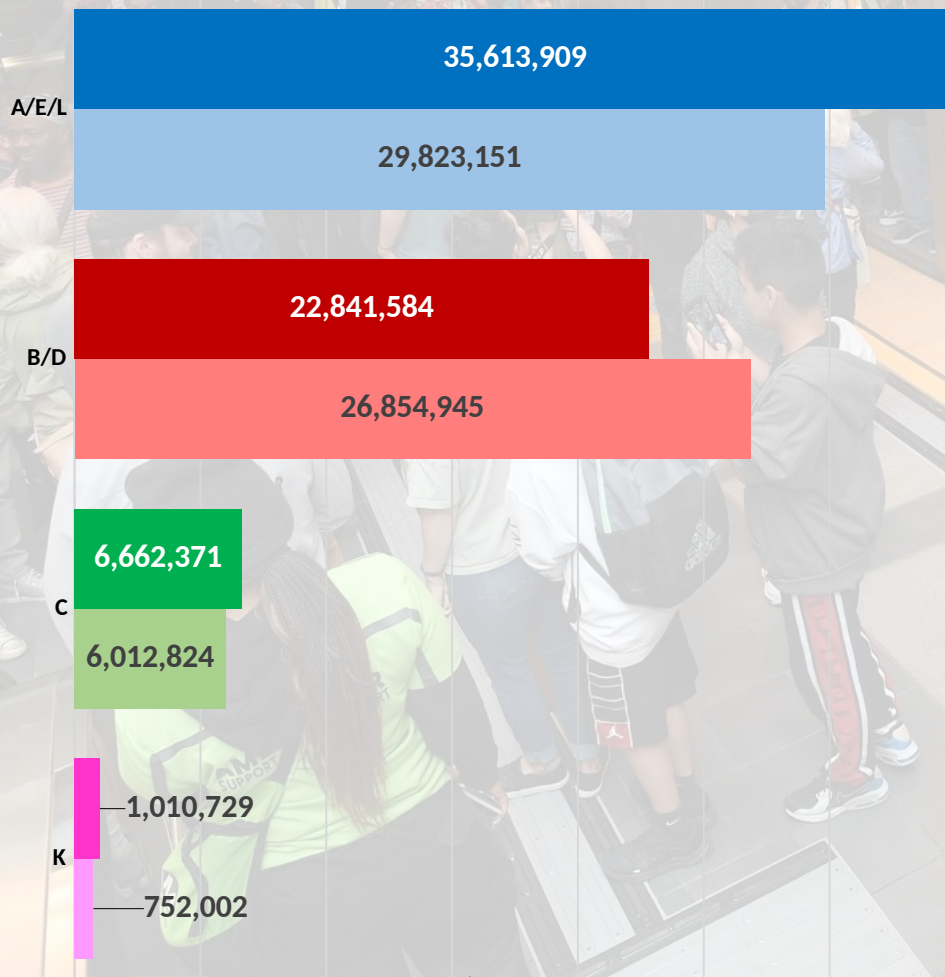 35,613,909
A/E/L
29,823,151
22,841,584
B/D
26,854,945
6,662,371
C
6,012,824
1,010,729
K
752,002
SUPPORT